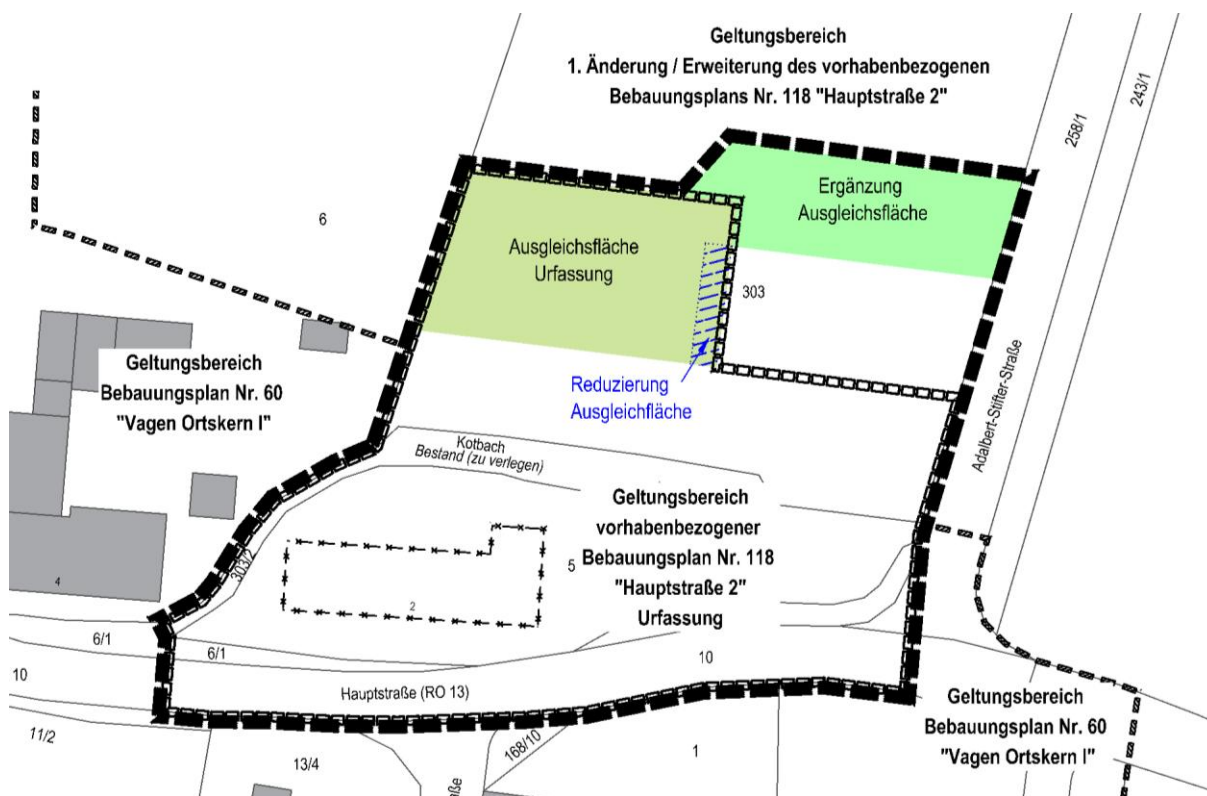 Geltungsbereich
1. Änderung / Erweiterung des vorhabenbezogenen
Bebauungsplans Nr. 118 "Hauptstraße 2"
258/1
243/1
6
Ergänzung
Ausgleichsfläche
Ausgleichsfläche
Urfassung
303
Geltungsbereich
Bebauungsplan Nr. 60
"Vagen Ortskern I"
Reduzierung
Ausgleichfläche
Adalbert-Stifter-Straße
Kotbach
Bestand (zu verlegen)
Geltungsbereich
vorhabenbezogener
Bebauungsplan Nr. 118
"Hauptstraße 2"
Urfassung
5
2
303/2
4
6/1
6/1
10
10
Hauptstraße (RO 13)
Geltungsbereich
Bebauungsplan Nr. 60
"Vagen Ortskern I"
11/2
13/4
168/10
1
aße